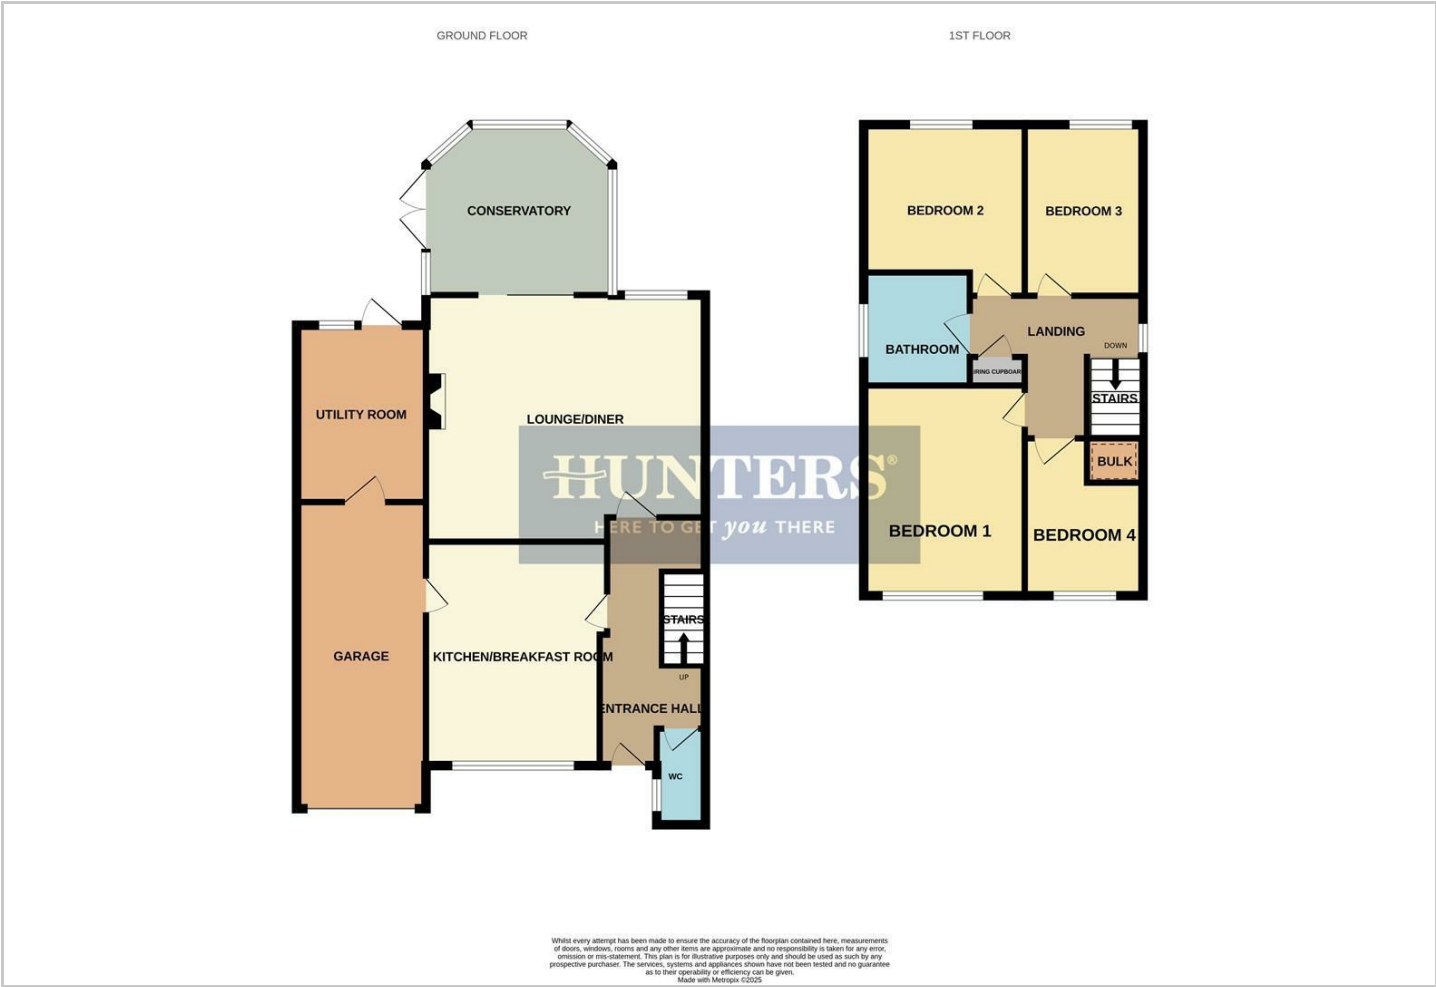 GROUND FLOOR
1ST FLOOR
CONSERVATORY
BEDROOM 2
BEDROOM 3
LANDING
DOWN
BATHROOM
IRING CUPBOAR
STAIRS
UTILITY ROOM
LOUNGE/DINER
BULK
HUNTERS®
HERE TO GET you THERE
BEDROOM 1
BEDROOM 4
STAIRS
GARAGE
KITCHEN/BREAKFAST ROOM
UP
ENTRANCE HALL
WC
Whilst every attempt has been made to ensure the accuracy of the floorplan contained here, measurements
of doors, windows, rooms and any other items are approximate and no responsibility is taken for any error,
omission or mis-statement. This plan is for illustrative purposes only and should be used as such by any
prospective purchaser. The services, systems and appliances shown have not been tested and no guarantee
as to their operability or efficiency can be given.
Made with Metropix ©2025